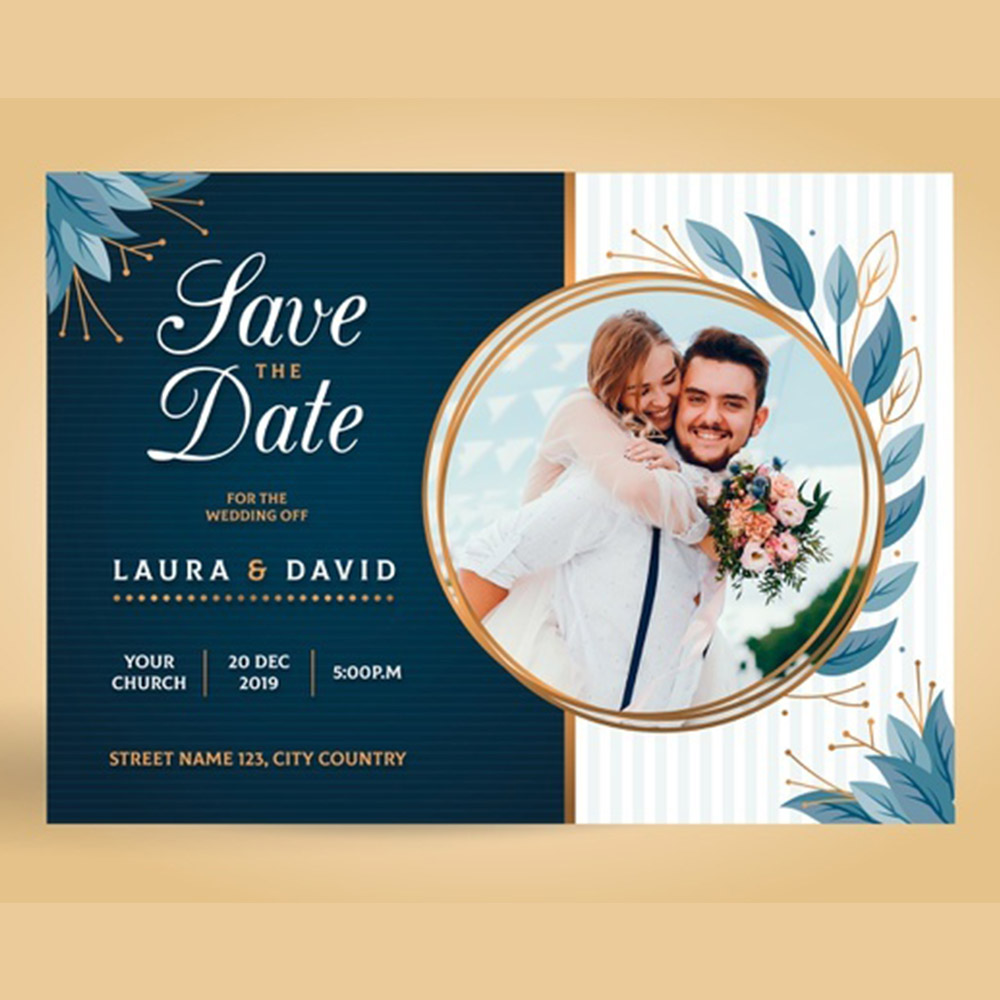 Save
THE
Date
FOR THE
WEDDING OFF
LAURA & DAVID
YOUR
CHURCH
20 DEC
2019
5:00P.M
STREET NAME 123, CITY COUNTRY